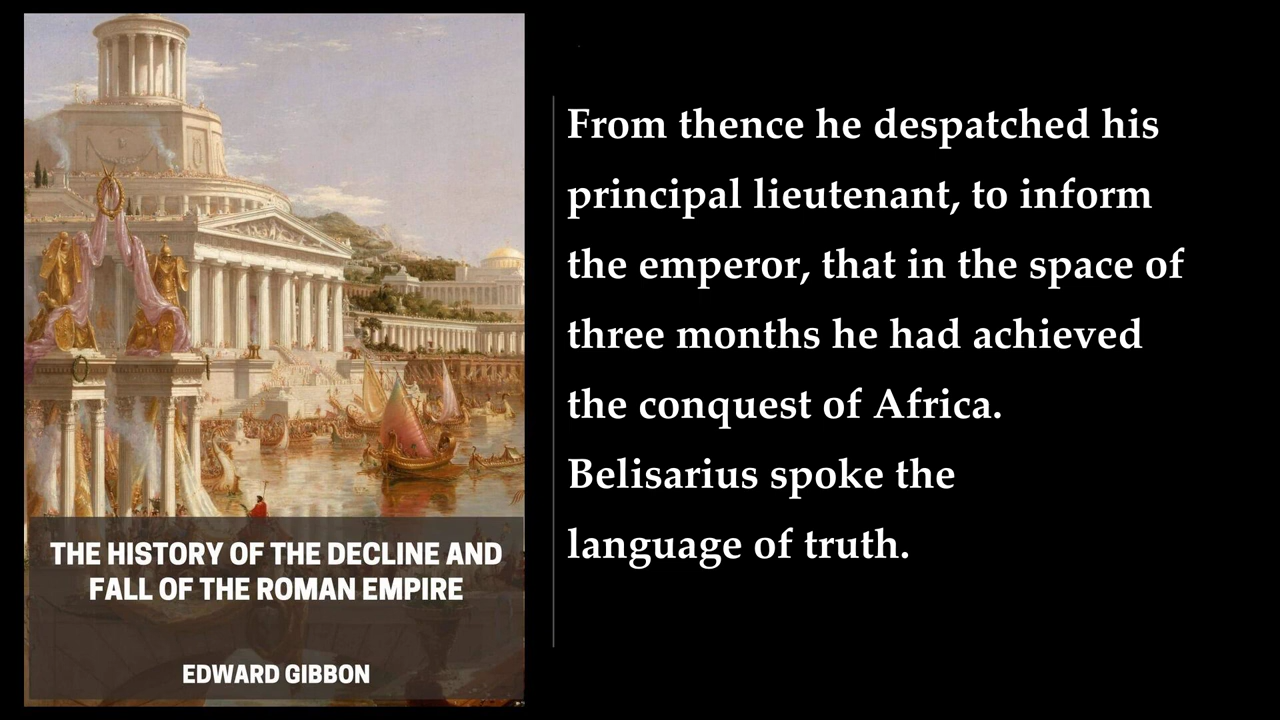 THE HISTORY OF THE DECLINE AND
FALL OF THE ROMAN EMPIRE
EDWARD GIBBON
From thence he despatched his
principal lieutenant, to inform
the emperor, that in the space of
three months he had achieved
the conquest of Africa.
Belisarius spoke the
language of truth.